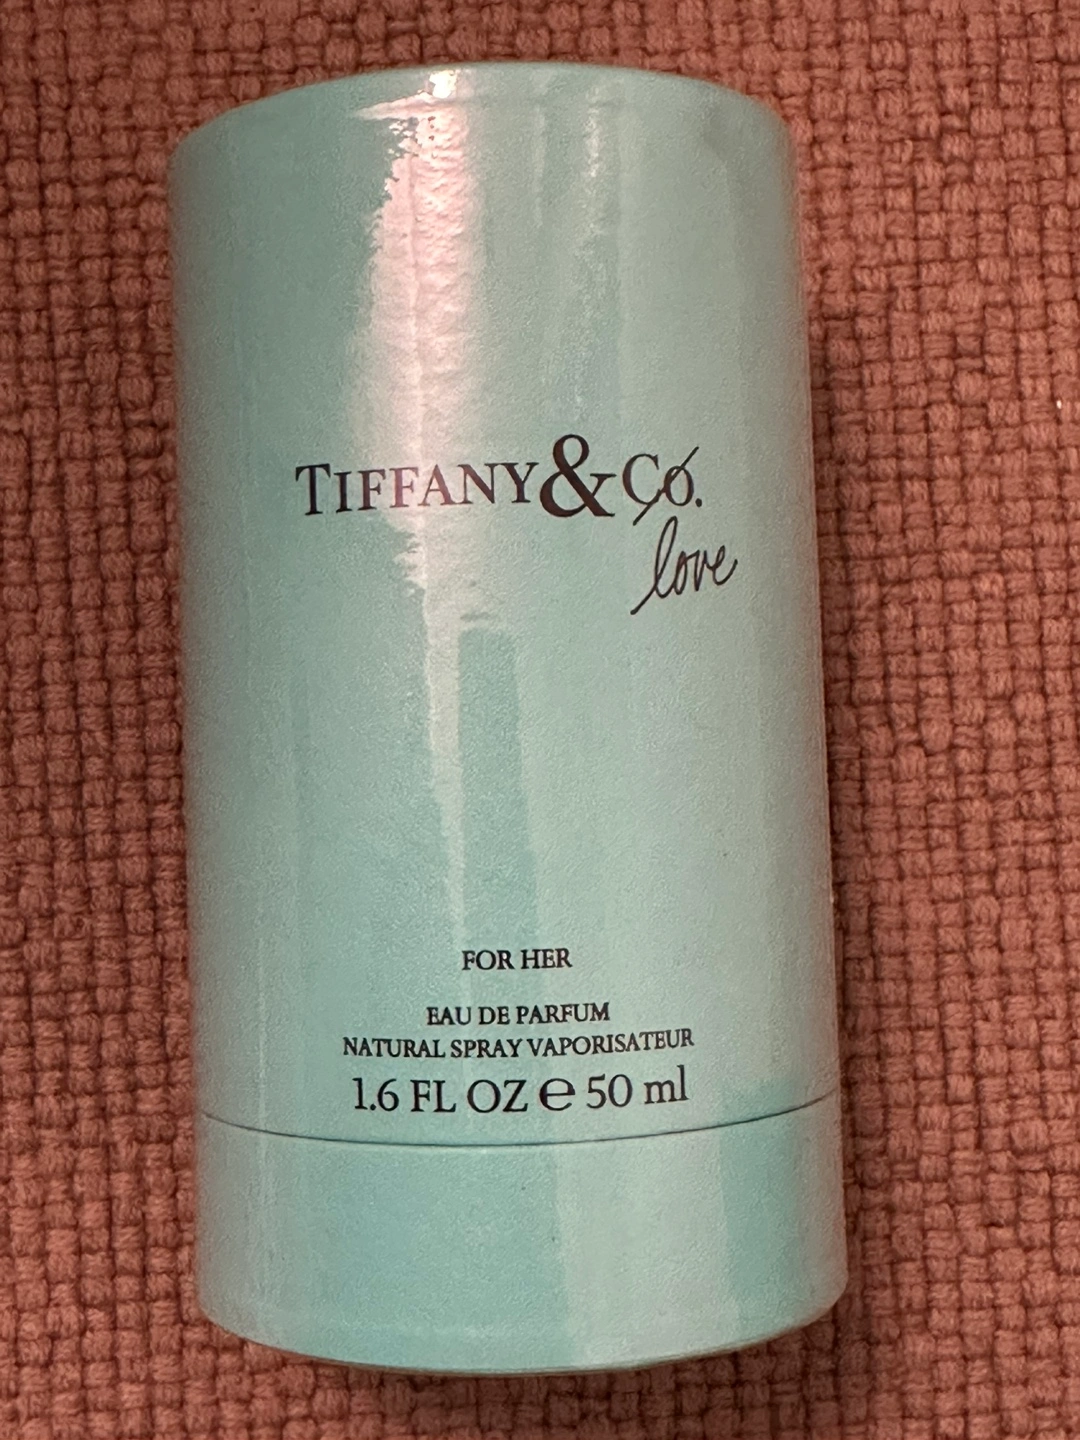 TIFFANY & Co.
love
FOR HER
EAU DE PARFUM
NATURAL SPRAY VAPORISATEUR
1.6 FL OZ e 50 ml